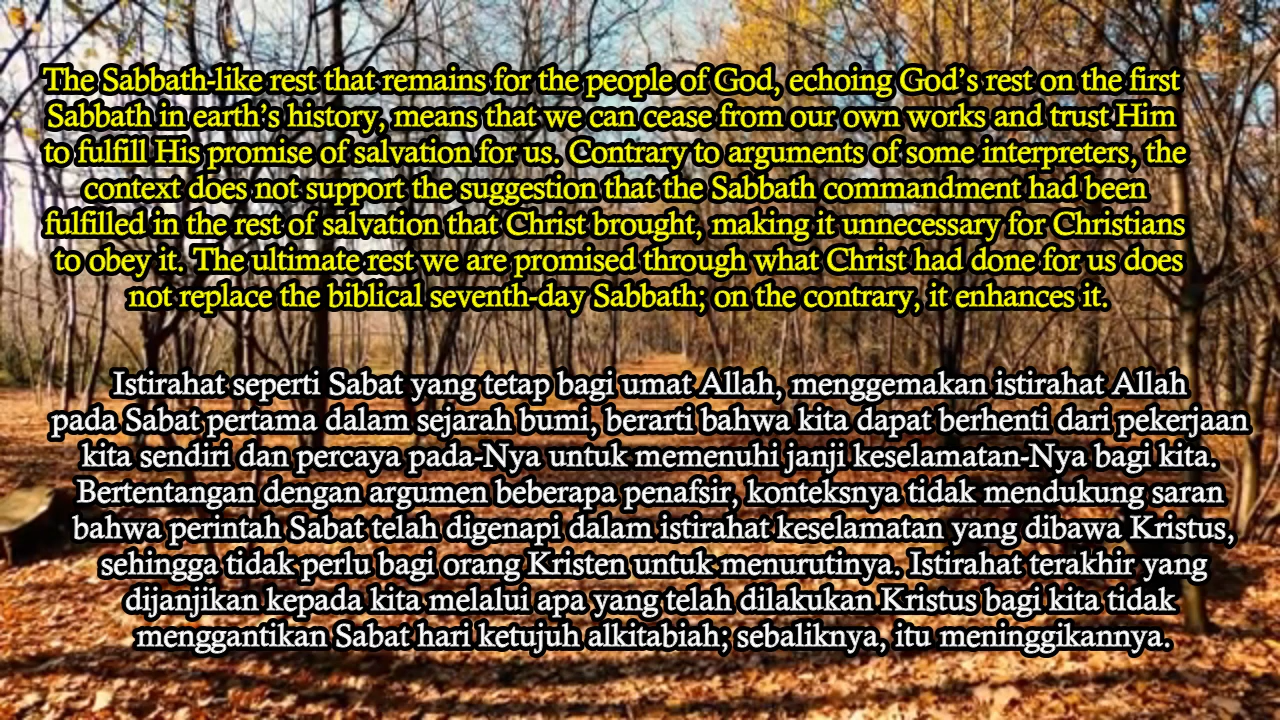 The Sabbath-like rest that remains for the people of God, echoing God’s rest on the first
Sabbath in earth’s history, means that we can cease from our own works and trust Him
to fulfill His promise of salvation for us. Contrary to arguments of some interpreters, the
context does not support the suggestion that the Sabbath commandment had been
fulfilled in the rest of salvation that Christ brought, making it unnecessary for Christians
to obey it. The ultimate rest we are promised through what Christ had done for us does
not replace the biblical seventh-day Sabbath; on the contrary, it enhances it.
Istirahat seperti Sabat yang tetap bagi umat Allah, menggemakan istirahat Allah
pada Sabat pertama dalam sejarah bumi, berarti bahwa kita dapat berhenti dari pekerjaan
kita sendiri dan percaya pada-Nya untuk memenuhi janji keselamatan-Nya bagi kita.
Bertentangan dengan argumen beberapa penafsir, konteksnya tidak mendukung saran
bahwa perintah Sabat telah digenapi dalam istirahat keselamatan yang dibawa Kristus,
sehingga tidak perlu bagi orang Kristen untuk menurutinya. Istirahat terakhir yang
dijanjikan kepada kita melalui apa yang telah dilakukan Kristus bagi kita tidak
menggantikan Sabat hari ketujuh alkitabiah; sebaliknya, itu meninggikannya.